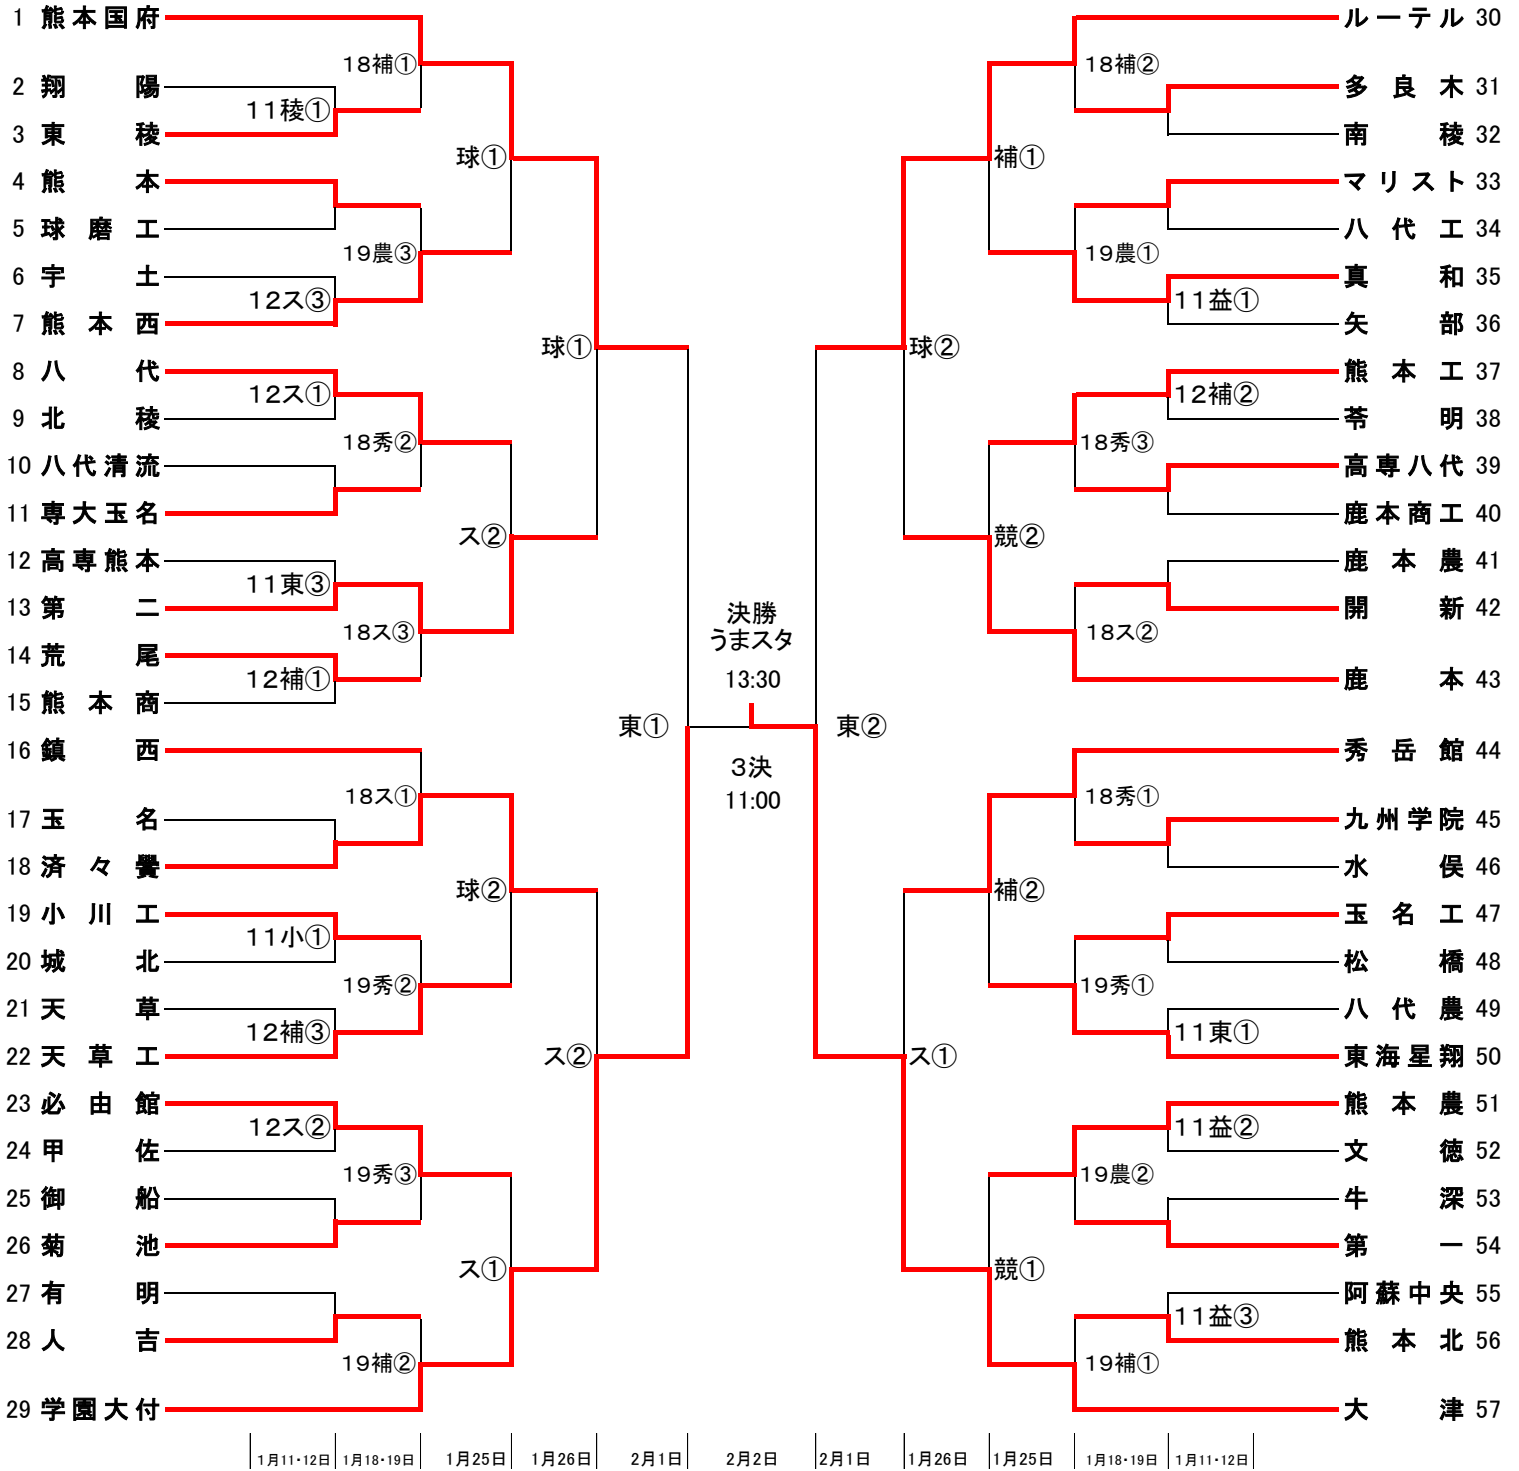 1 熊本国府
2 翔陽
3 東稜
4 熊本
5 球磨工
6 宇土
7 熊本西
8 八代
9 北稜
10 八代清流
11 専大玉名
12 高専熊本
13 第二
14 荒尾
15 熊本商
16 鎮西
17 玉名
18 済々黌
19 小川工
20 城北
21 天草
22 天草工
23 必由館
24 甲佐
25 御船
26 菊池
27 有明
28 人吉
29 学園大付
11稜①
12ス③
12ス①
11東③
12補①
11小①
12補③
12ス②
18補①
19農③
18秀②
18ス③
18ス①
19秀②
19秀③
19補②
球①
ス②
球②
ス①
球①
ス②
東①
決勝
うまスタ
13:30
3決
11:00
東②
球②
ス①
補①
競②
補②
競①
18補②
19農①
18秀③
18ス②
18秀①
19秀①
19農②
19補①
11益①
12補②
11東①
11益②
11益③
ルーテル 30
多良木 31
南稜 32
マリスト 33
八代工 34
真和 35
矢部 36
熊本工 37
苓明 38
高専八代 39
鹿本商工 40
鹿本農 41
開新 42
鹿本 43
秀岳館 44
九州学院 45
水俣 46
玉名工 47
松橋 48
八代農 49
東海星翔 50
熊本農 51
文徳 52
牛深 53
第一 54
阿蘇中央 55
熊本北 56
大津 57
1月11・12日 1月18・19日 1月25日 1月26日 2月1日 2月2日 2月1日 1月26日 1月25日 1月18・19日 1月11・12日